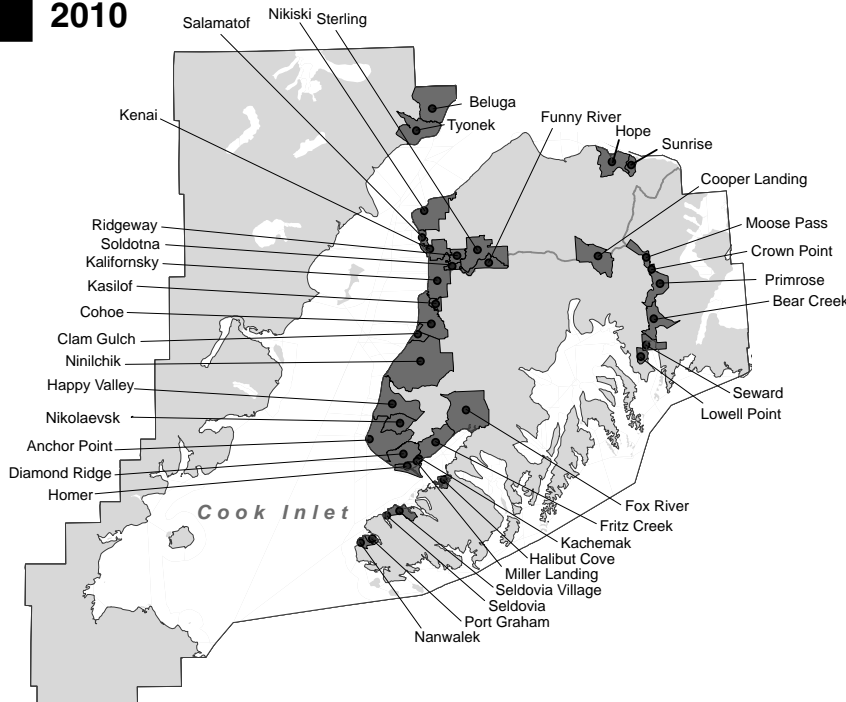 2010
Salamatof
Nikiski
Sterling
Kenai
Beluga
Tyonek
Funny River
Hope
Sunrise
Cooper Landing
Ridgeway
Soldotna
Kalifornsky
Kasilof
Cohoe
Clam Gulch
Ninilchik
Happy Valley
Nikolaevsk
Anchor Point
Diamond Ridge
Homer
Moose Pass
Crown Point
Primrose
Bear Creek
Seward
Lowell Point
Cook Inlet
Fox River
Fritz Creek
Kachemak
Halibut Cove
Miller Landing
Seldovia Village
Seldovia
Port Graham
Nanwalek